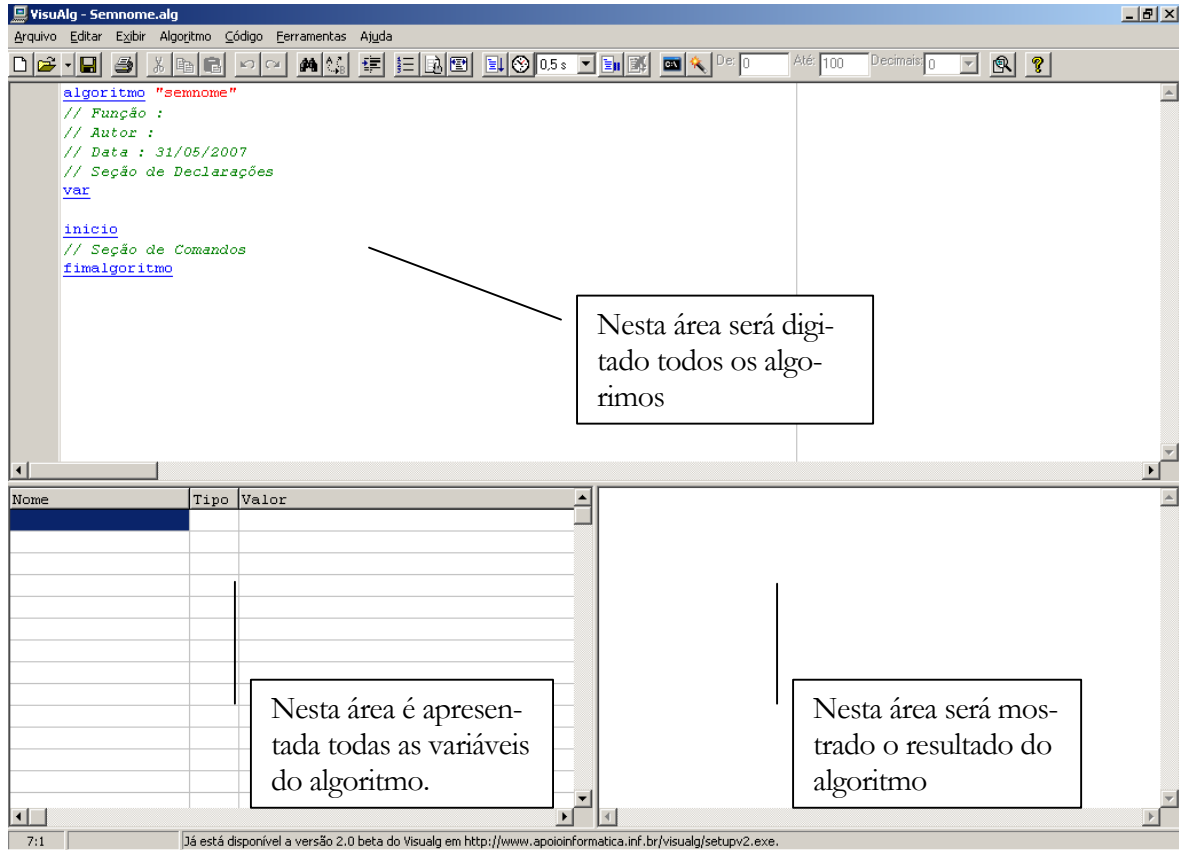 VisuAlg - Semnome.alg
Arquivo Editar Exibir Algoritmo Código Ferramentas Ajuda
0,5 s De: 0 Até: 100 Decimais: 0
algoritmo "semnome"
// Função :
// Autor :
// Data : 31/05/2007
// Seção de Declarações
var
inicio
// Seção de Comandos
fimalgoritmo
Nesta área será digi-
tado todos os algo-
rimos
Nome Tipo Valor
Nesta área é apresen-
tada todas as variáveis
do algoritmo.
Nesta área será mos-
trado o resultado do
algoritmo
7:1 Já está disponível a versão 2.0 beta do Visualg em http://www.apoioinformatica.inf.br/visualg/setupv2.exe.